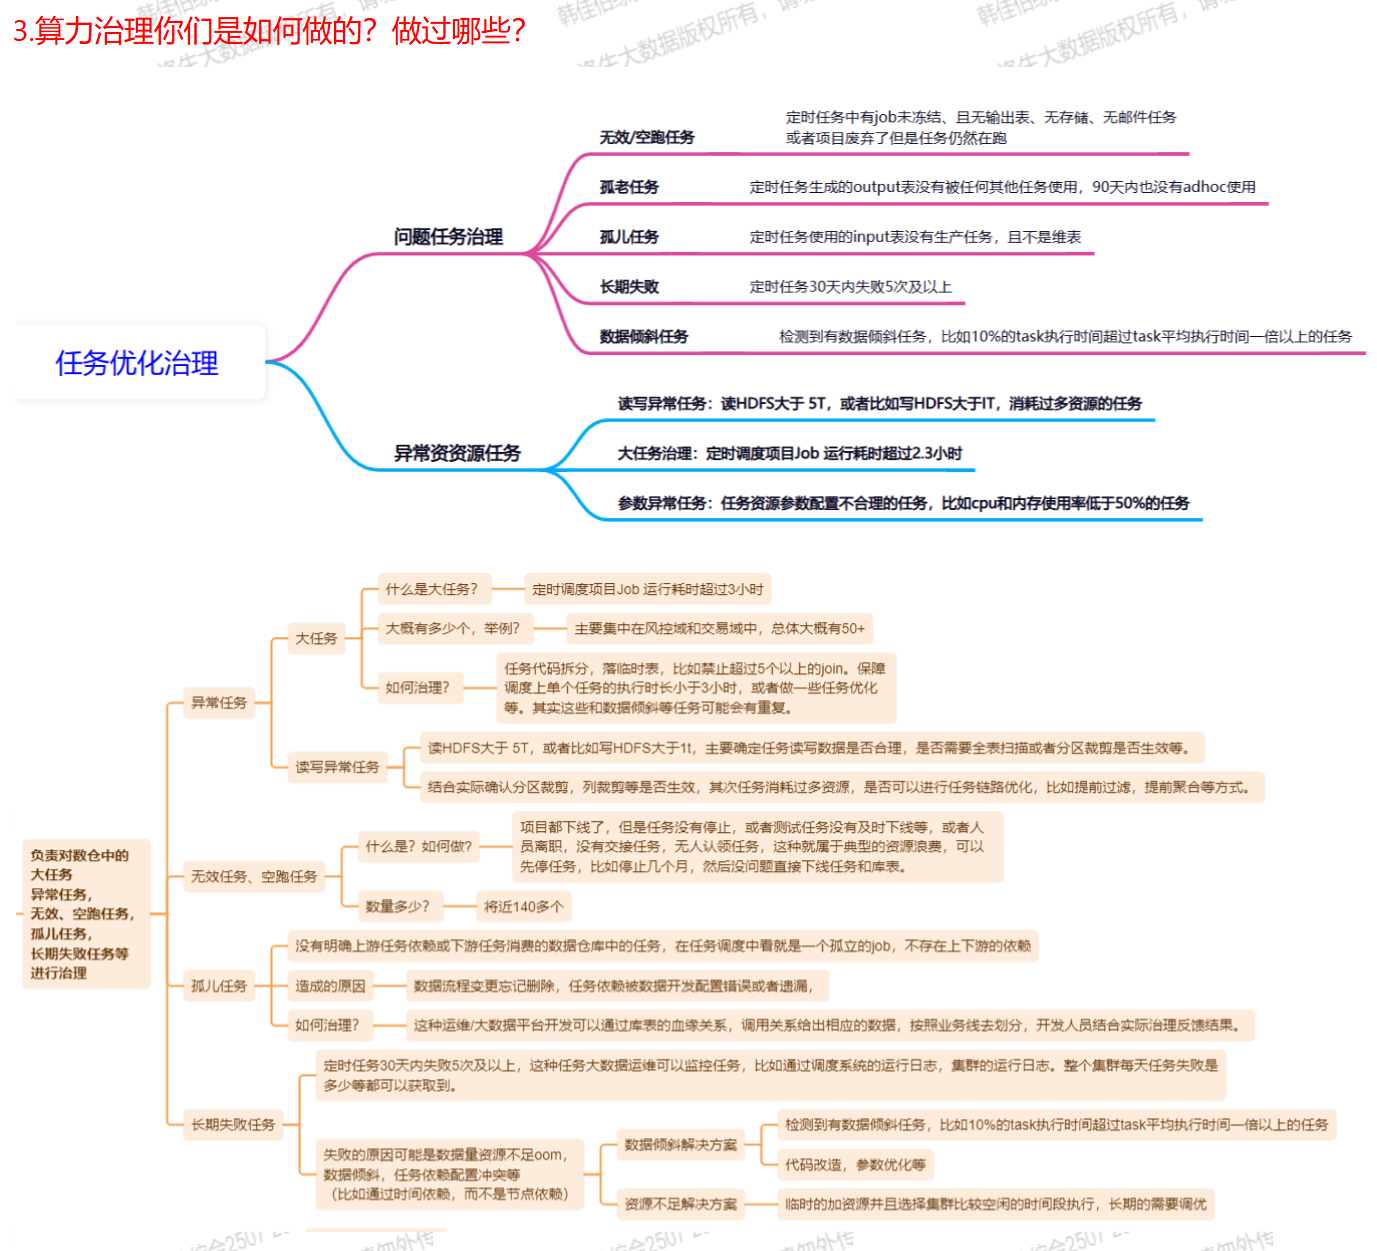 3.算力治理你们是如何做的？做过哪些？
任务优化治理
问题任务治理
无效/空跑任务
定时任务中有job未冻结、且无输出表、无存储、无邮件任务
或者项目废弃了但是任务仍然在跑
孤老任务
定时任务生成的output表没有被任何其他任务使用，90天内也没有adhoc使用
孤儿任务
定时任务使用的input表没有生产任务，且不是维表
长期失败
定时任务30天内失败5次及以上
数据倾斜任务
检测到有数据倾斜任务，比如10%的task执行时间超过task平均执行时间一倍以上的任务
异常资资源任务
读写异常任务：读HDFS大于 5T，或者比如写HDFS大于IT，消耗过多资源的任务
大任务治理：定时调度项目Job 运行耗时超过2.3小时
参数异常任务：任务资源参数配置不合理的任务，比如cpu和内存使用率低于50%的任务
负责对数仓中的
大任务
异常任务，
无效、空跑任务，
孤儿任务，
长期失败任务等
进行治理
异常任务
大任务
什么是大任务？
定时调度项目Job 运行耗时超过3小时
大概有多少个，举例？
主要集中在风控域和交易域中，总体大概有50+
如何治理？
任务代码拆分，落临时表，比如禁止超过5个以上的join。保障
调度上单个任务的执行时长小于3小时，或者做一些任务优化
等。其实这些和数据倾斜等任务可能会有重复。
读写异常任务
读HDFS大于 5T，或者比如写HDFS大于1t，主要确定任务读写数据是否合理，是否需要全表扫描或者分区裁剪是否生效等。
结合实际确认分区裁剪，列裁剪等是否生效，其次任务消耗过多资源，是否可以进行任务链路优化，比如提前过滤，提前聚合等方式。
无效任务、空跑任务
什么是？如何做？
项目都下线了，但是任务没有停止，或者测试任务没有及时下线等，或者人
员离职，没有交接任务，无人认领任务，这种就属于典型的资源浪费，可以
先停任务，比如停止几个月，然后没问题直接下线任务和库表。
数量多少？
将近140多个
孤儿任务
没有明确上游任务依赖或下游任务消费的数据仓库中的任务，在任务调度中看就是一个孤立的job，不存在上下游的依赖
造成的原因
数据流程变更忘记删除，任务依赖被数据开发配置错误或者遗漏，
如何治理？
这种运维/大数据平台开发可以通过库表的血缘关系，调用关系给出相应的数据，按照业务线去划分，开发人员结合实际治理反馈结果。
长期失败任务
定时任务30天内失败5次及以上，这种任务大数据运维可以监控任务，比如通过调度系统的运行日志，集群的运行日志。整个集群每天任务失败是
多少等都可以获取到。
失败的原因可能是数据量资源不足oom，
数据倾斜，任务依赖配置冲突等
（比如通过时间依赖，而不是节点依赖）
数据倾斜解决方案
检测到有数据倾斜任务，比如10%的task执行时间超过task平均执行时间一倍以上的任务
代码改造，参数优化等
资源不足解决方案
临时的加资源并且选择集群比较空闲的时间段执行，长期的需要调优